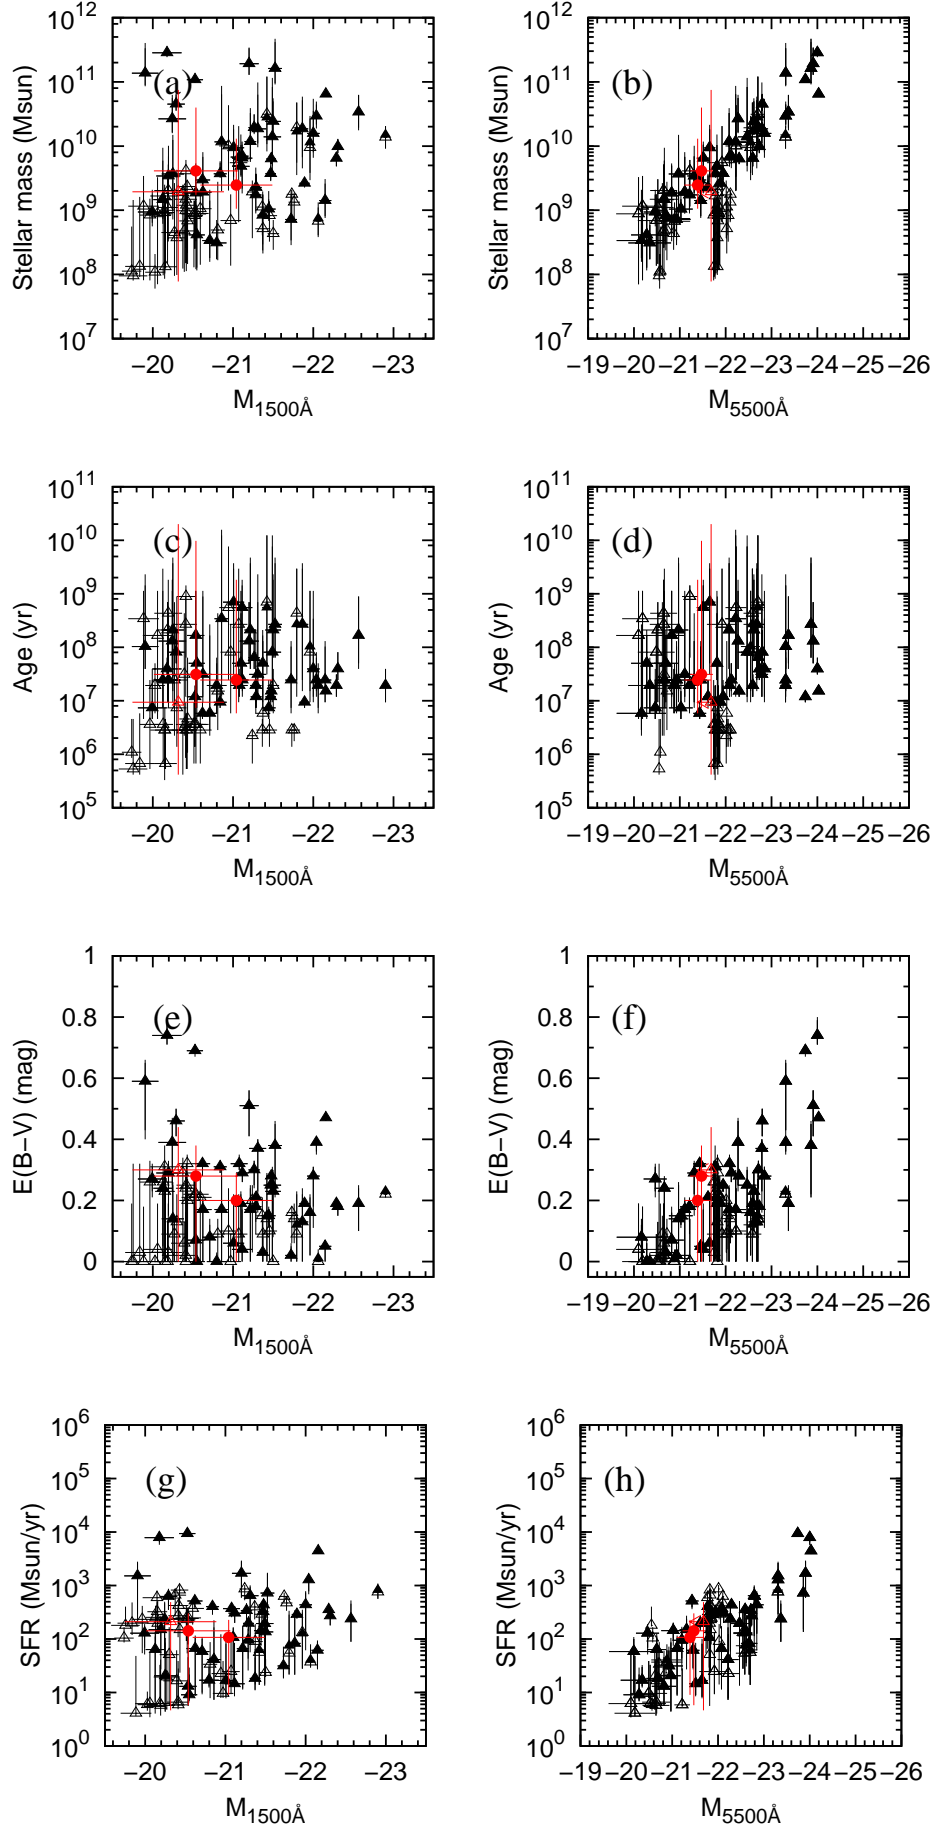 10^12
10^11
10^10
10^9
10^8
10^7
Stellar mass (Msun)
(a)
−20 −21 −22 −23
M1500Å
10^12
10^11
10^10
10^9
10^8
10^7
Stellar mass (Msun)
(b)
−19 −20 −21 −22 −23 −24 −25 −26
M5500Å
10^11
10^10
10^9
10^8
10^7
10^6
10^5
Age (yr)
(c)
−20 −21 −22 −23
M1500Å
10^11
10^10
10^9
10^8
10^7
10^6
10^5
Age (yr)
(d)
−19 −20 −21 −22 −23 −24 −25 −26
M5500Å
1
0.8
0.6
0.4
0.2
0
E(B−V) (mag)
(e)
−20 −21 −22 −23
M1500Å
1
0.8
0.6
0.4
0.2
0
E(B−V) (mag)
(f)
−19 −20 −21 −22 −23 −24 −25 −26
M5500Å
10^6
10^5
10^4
10^3
10^2
10^1
10^0
SFR (Msun/yr)
(g)
−20 −21 −22 −23
M1500Å
10^6
10^5
10^4
10^3
10^2
10^1
10^0
SFR (Msun/yr)
(h)
−19 −20 −21 −22 −23 −24 −25 −26
M5500Å